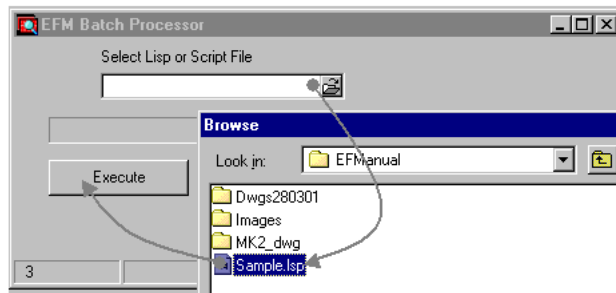 EFM Batch Processor
Select Lisp or Script File
Browse
Look in: EFManual
Execute
Dwgs280301
Images
MK2_dwg
Sample.lsp
3